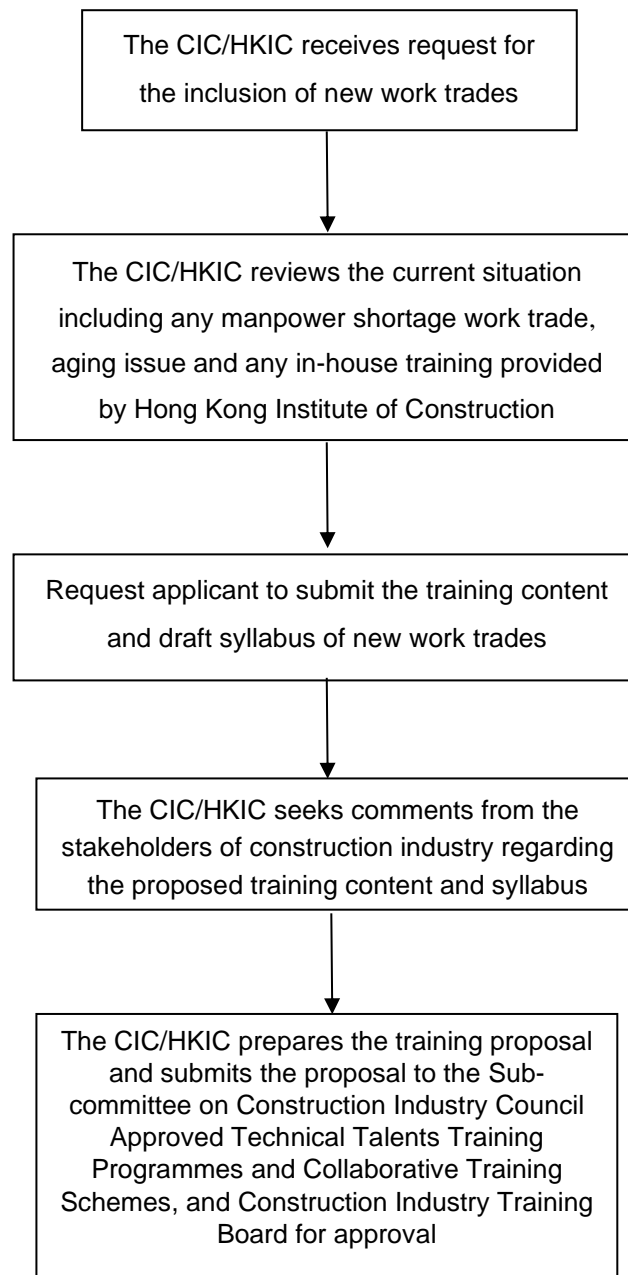 The CIC/HKIC receives request for
the inclusion of new work trades
The CIC/HKIC reviews the current situation
including any manpower shortage work trade,
aging issue and any in-house training provided
by Hong Kong Institute of Construction
Request applicant to submit the training content
and draft syllabus of new work trades
The CIC/HKIC seeks comments from the
stakeholders of construction industry regarding
the proposed training content and syllabus
The CIC/HKIC prepares the training proposal
and submits the proposal to the Sub-
committee on Construction Industry Council
Approved Technical Talents Training
Programmes and Collaborative Training
Schemes, and Construction Industry Training
Board for approval